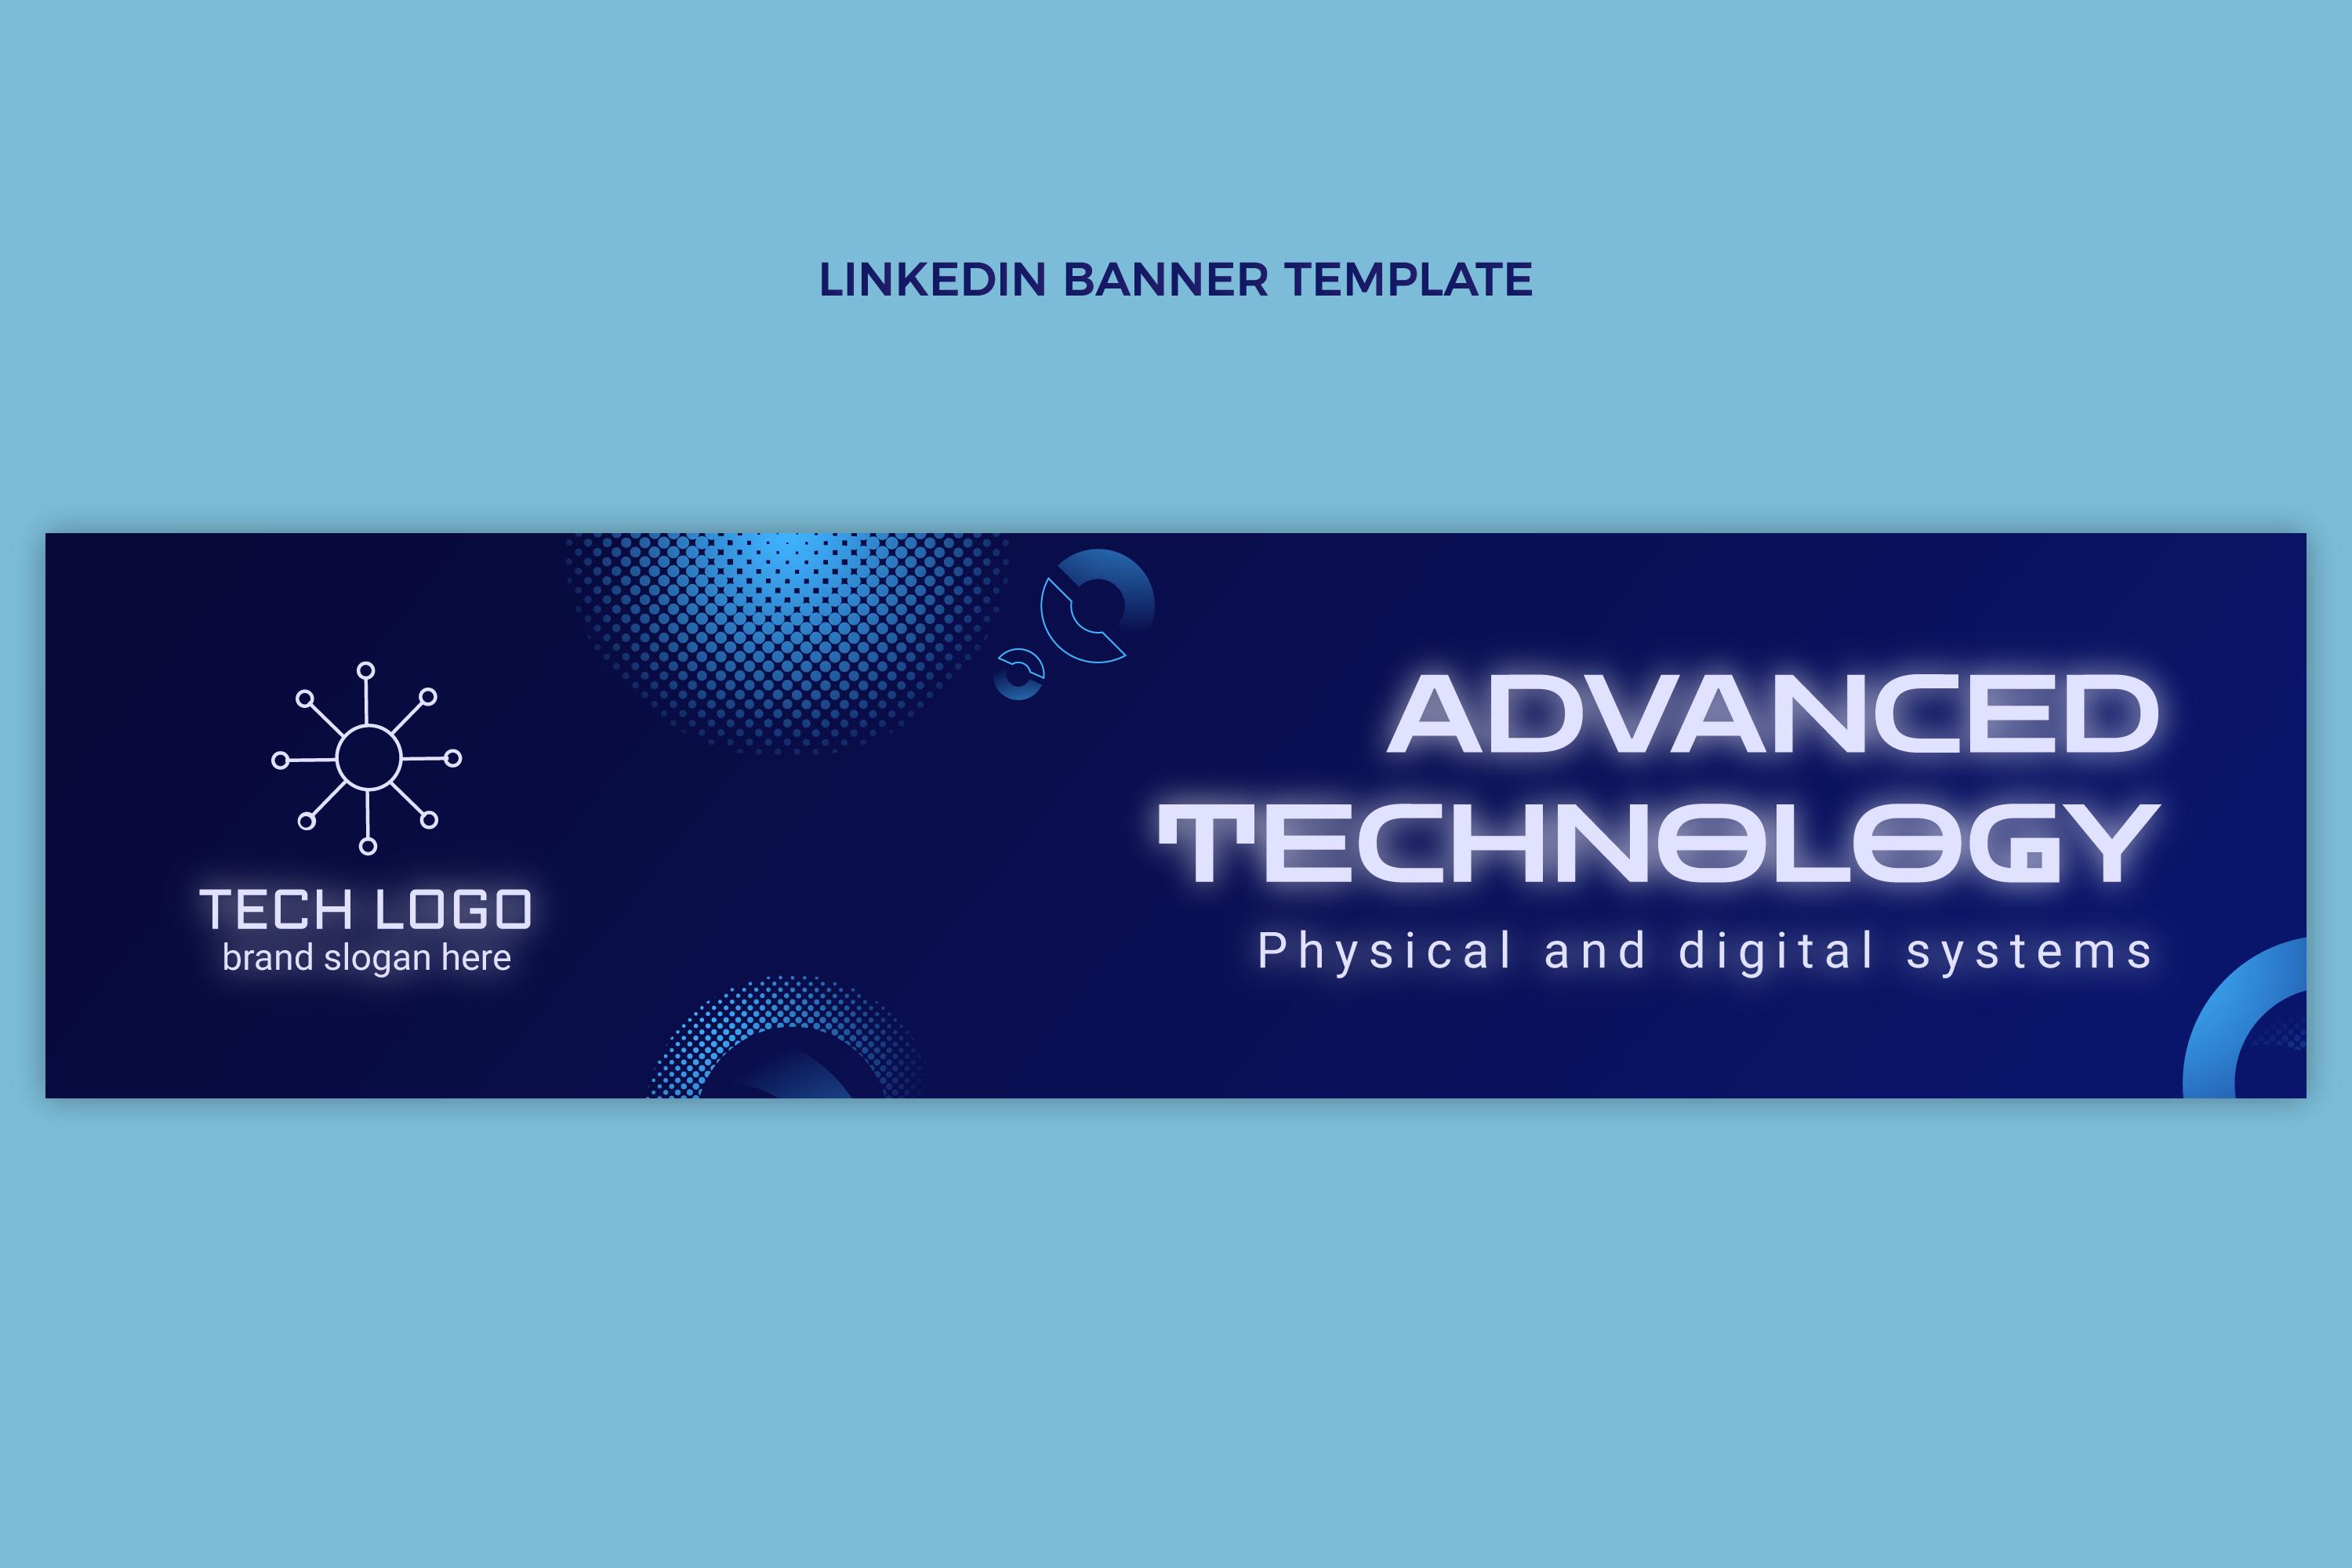 LINKEDIN BANNER TEMPLATE
TECH LOGO
brand slogan here
ADVANCED
TECHNOLOGY
Physical and digital systems